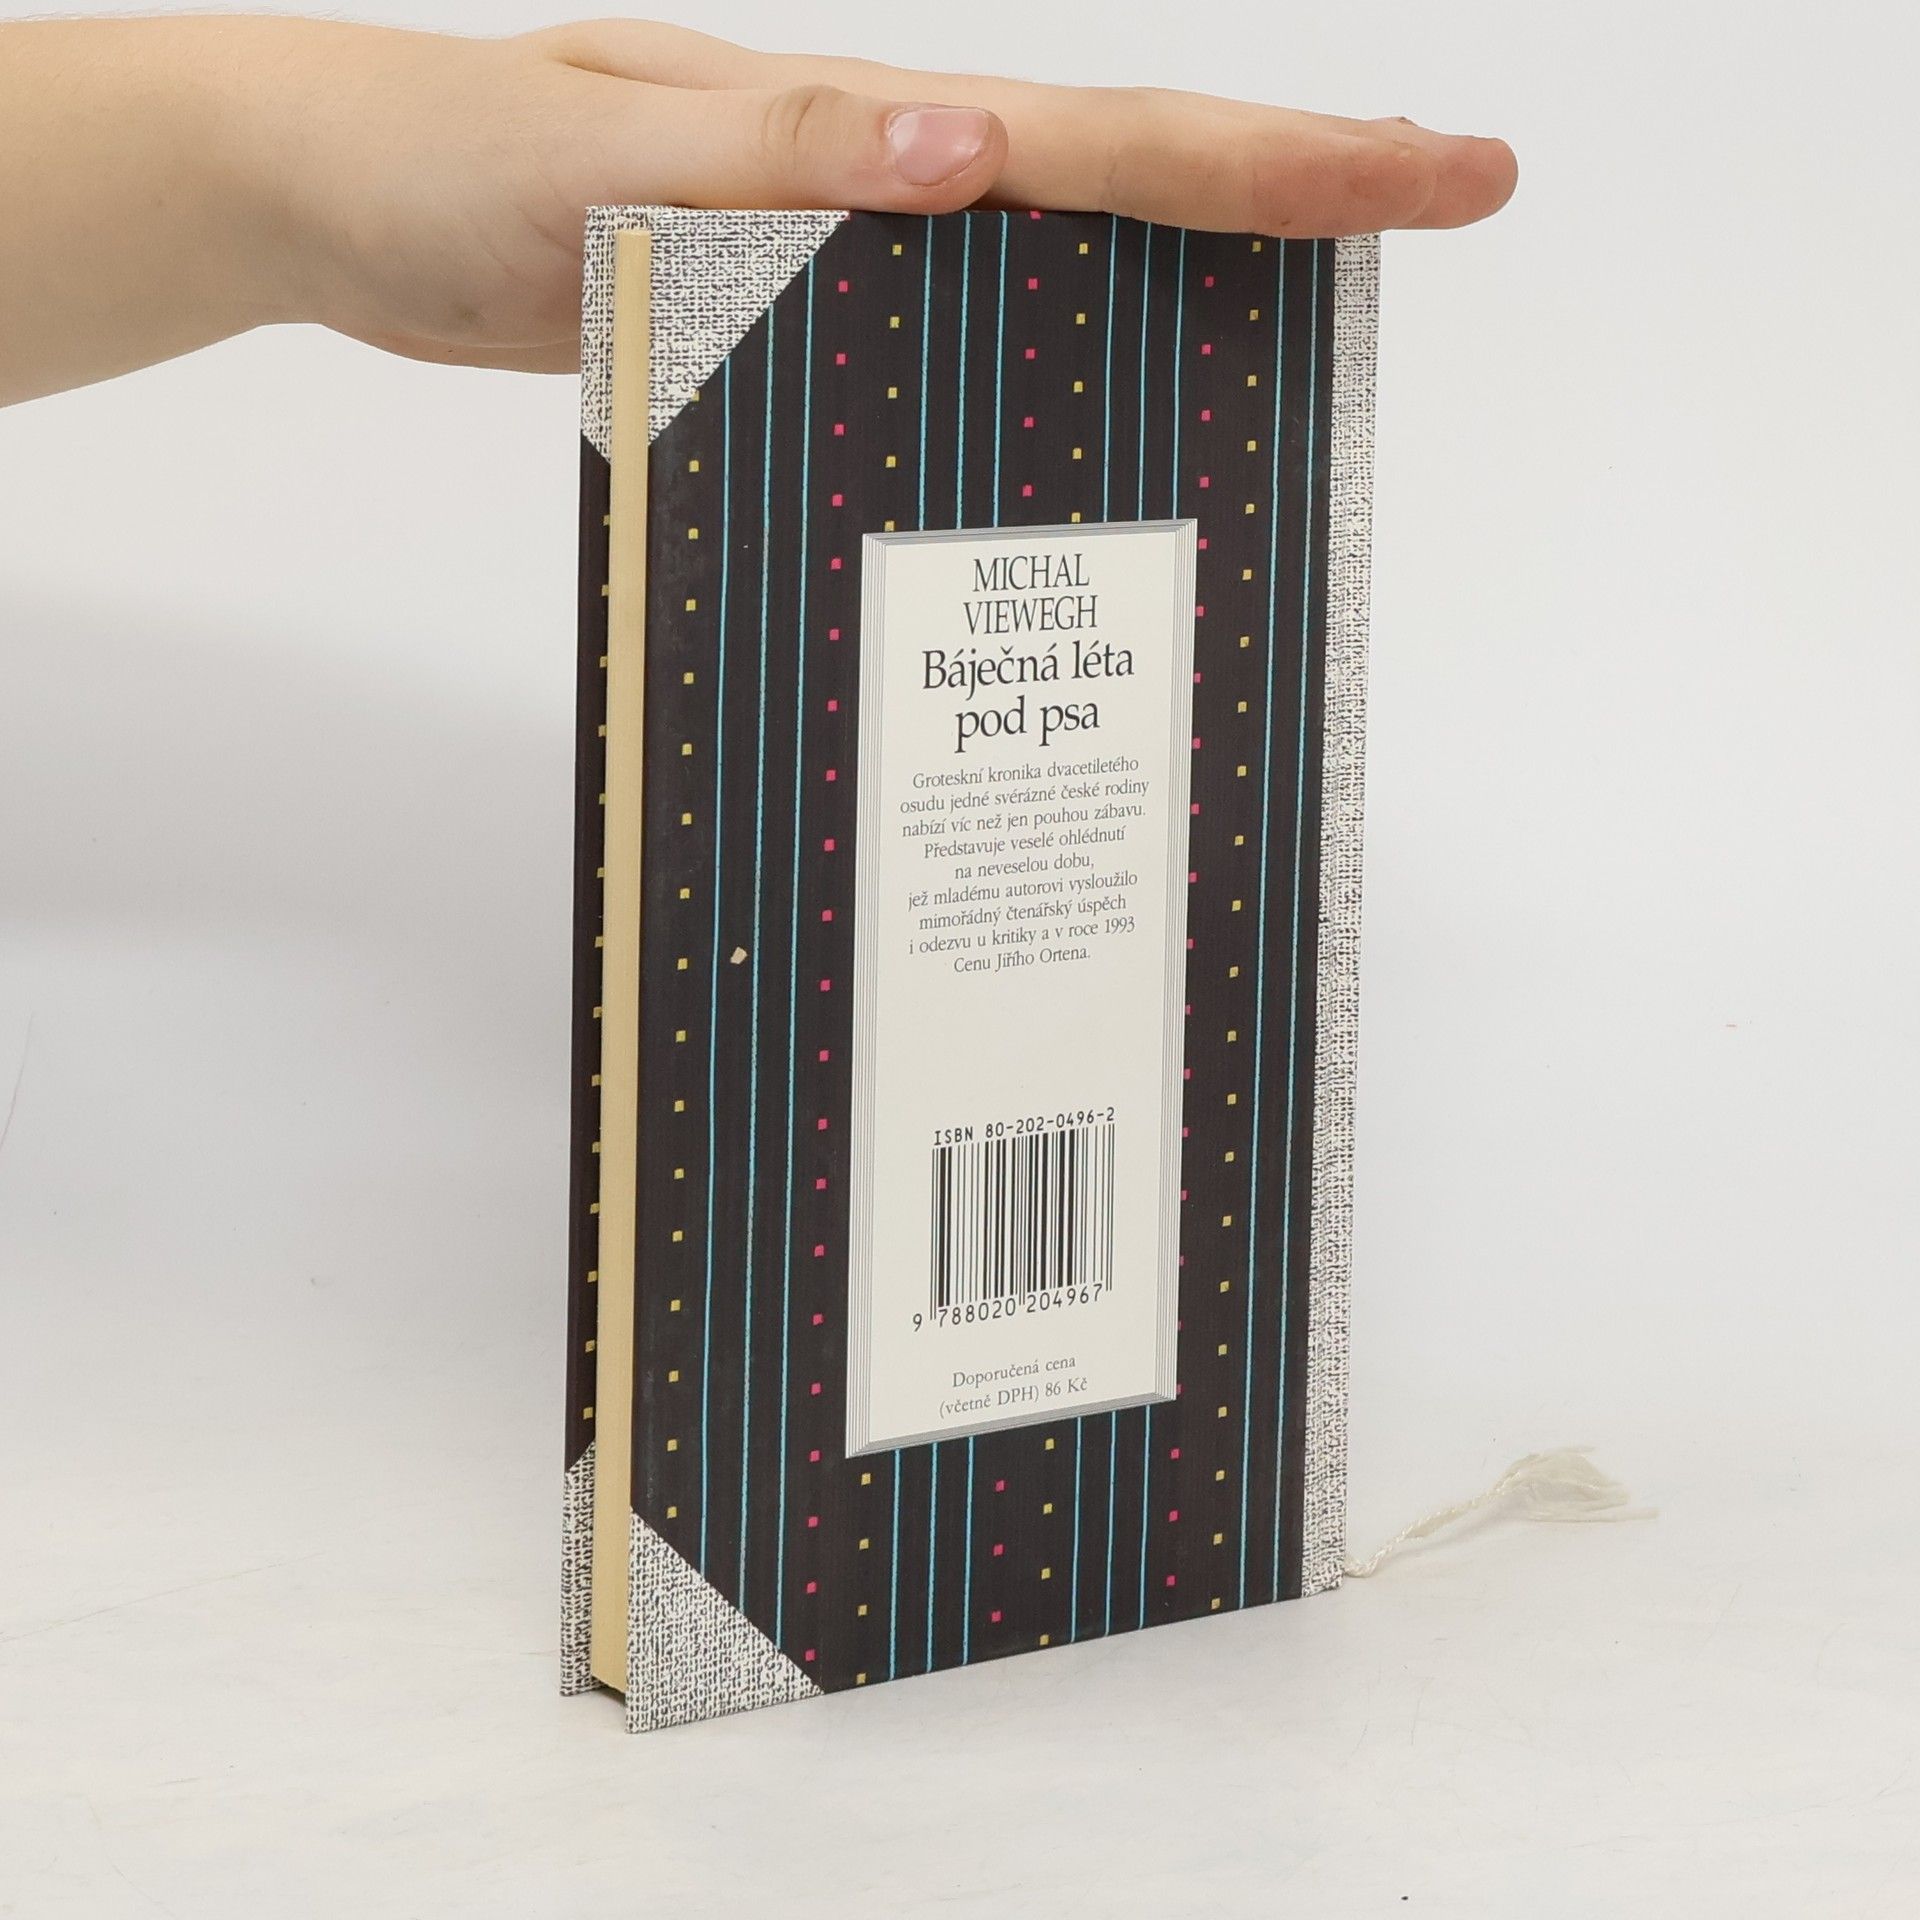 MICHAL
VIEWEGH
Báječná léta
pod psa
Groteskní kronika dvacetiletého
osudu jedné svérázné české rodiny
nabízí víc než jen pouhou zábavu.
Představuje veselé ohlédnutí
na neveselou dobu,
jež mladému autorovi vysloužilo
mimořádný čtenářský úspěch
i odezvu u kritiky a v roce 1993
Cenu Jiřího Ortena.
ISBN 80-202-0496-2
9 788020 204967
Doporučená cena
(včetně DPH) 86 Kč